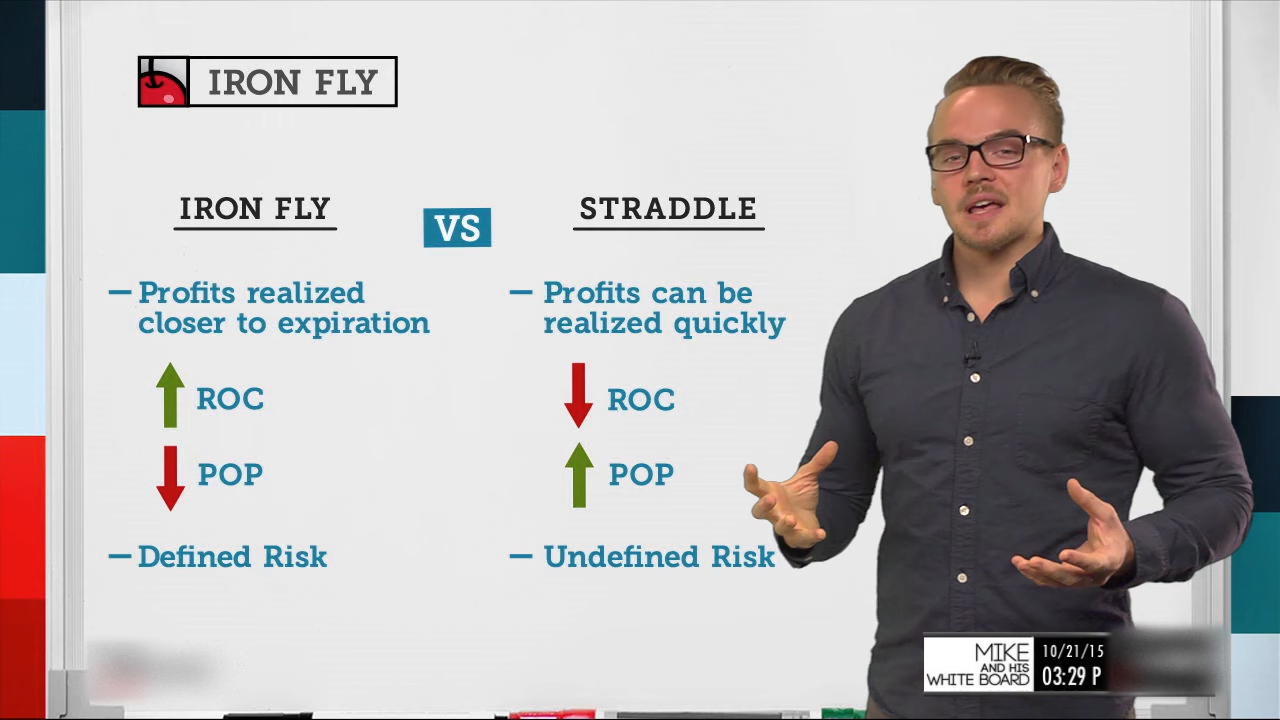 IRON FLY
IRON FLY
VS
STRADDLE
— Profits realized
closer to expiration
ROC
POP
— Defined Risk
— Profits can be
realized quickly
ROC
POP
— Undefined Risk
MIKE
AND HIS
WHITE BOARD
10/21/15
03:29 P